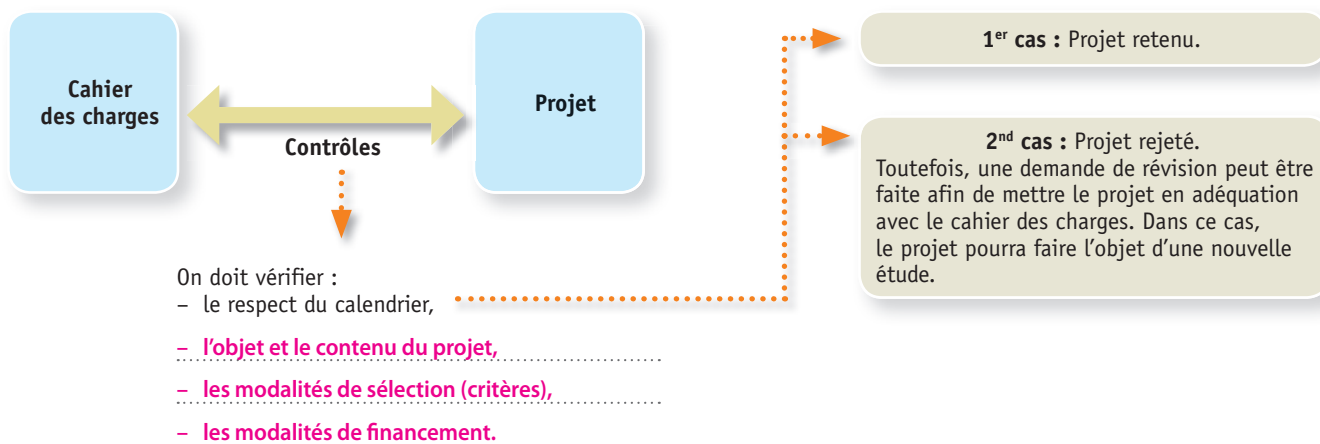 Cahier
des charges
Contrôles
Projet
On doit vérifier :
– le respect du calendrier,
– l'objet et le contenu du projet,
– les modalités de sélection (critères),
– les modalités de financement.
1er cas : Projet retenu.
2nd cas : Projet rejeté.
Toutefois, une demande de révision peut être
faite afin de mettre le projet en adéquation
avec le cahier des charges. Dans ce cas,
le projet pourra faire l'objet d'une nouvelle
étude.